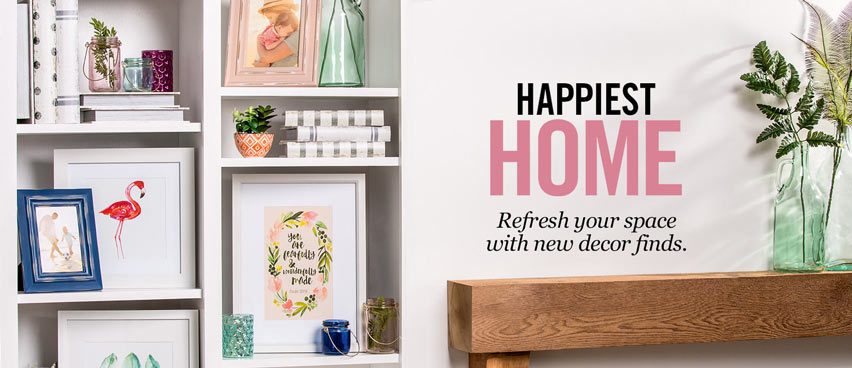 HAPPIEST
HOME
Refresh your space
with new decor finds.
You
are
fearfully
&
wonderfully
made